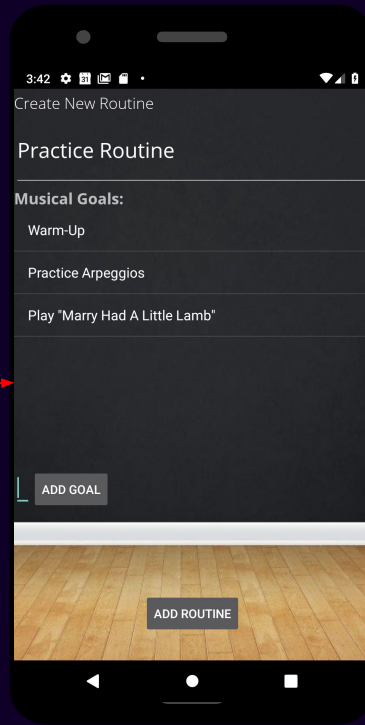 3:42
31
Create New Routine
Practice Routine
Musical Goals:
Warm-Up
Practice Arpeggios
Play "Marry Had A Little Lamb"
ADD GOAL
ADD ROUTINE